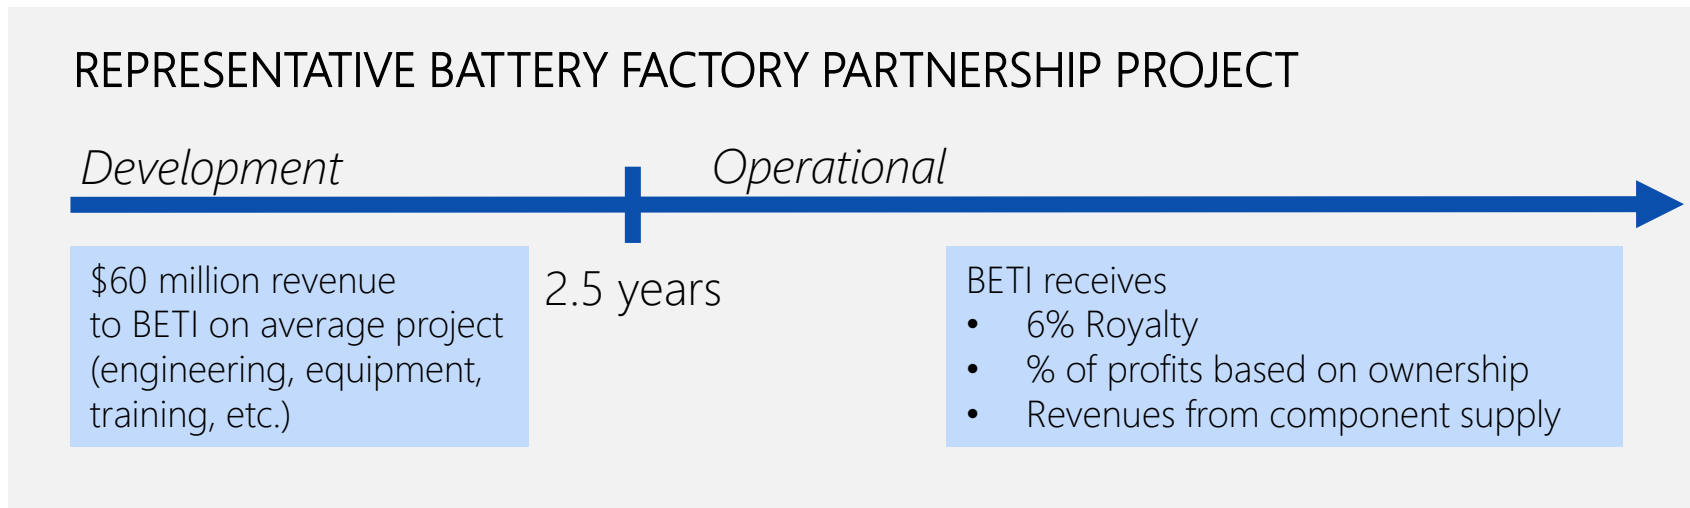 REPRESENTATIVE BATTERY FACTORY PARTNERSHIP PROJECT
Development
Operational
$60 million revenue
to BETI on average project
(engineering, equipment,
training, etc.)
2.5 years
BETI receives
• 6% Royalty
• % of profits based on ownership
• Revenues from component supply